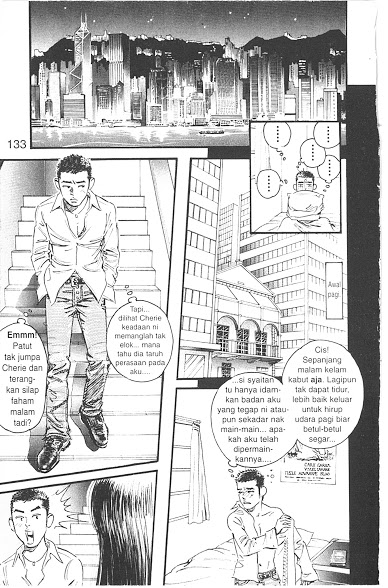 133
Awal
pagi.
Cis!
Sepanjang
malam kelam
kabut aja. Lagipun
tak dapat tidur,
lebih baik keluar
untuk hirup
udara pagi biar
betul-betul
segar...
...si syaitan
tu hanya idam-
kan badan aku
yang tegap ni atau-
pun sekadar nak
main-main... apa-
kah aku telah
dipermain-
kannya....
Tapi...
dilihat Cherie
keadaan ni
memanglah tak
elok... mana
tahu dia taruh
perasaan pada
aku....
Emmm!
Patut
tak jumpa
Cherie dan
terang-
kan silap
faham
malam
tadi?